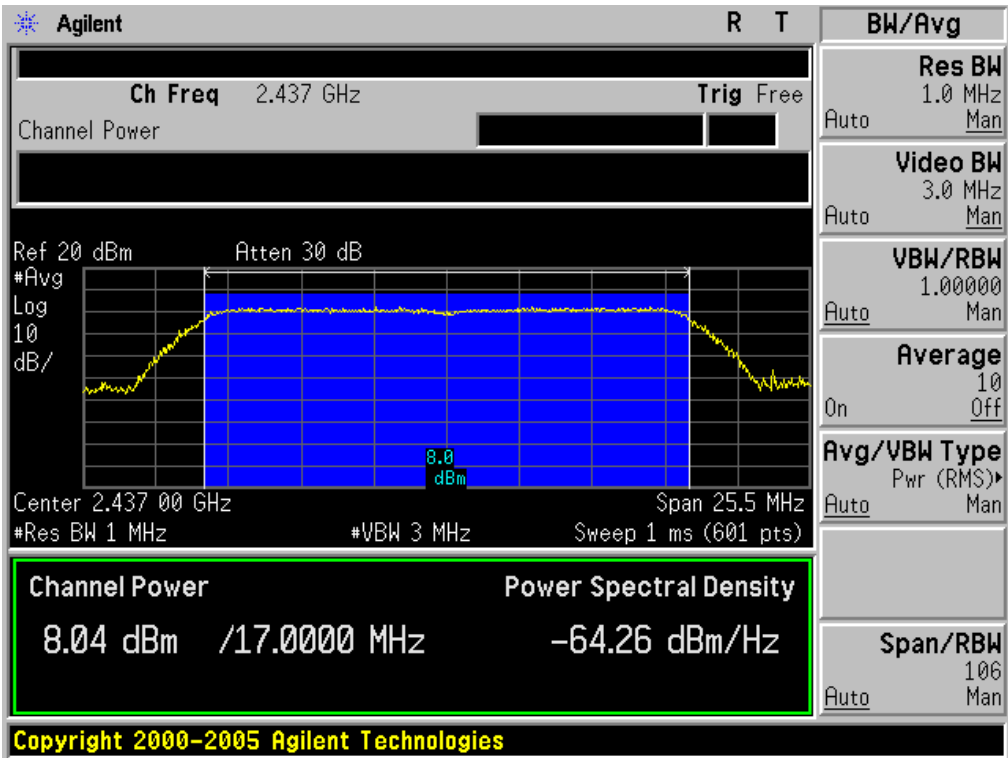 Agilent R T
Ch Freq 2.437 GHz Trig Free
Channel Power
Ref 20 dBm Atten 30 dB
#Avg
Log
10
dB/
8.0
dBm
Center 2.437 00 GHz Span 25.5 MHz
#Res BW 1 MHz #VBW 3 MHz Sweep 1 ms (601 pts)
Channel Power Power Spectral Density
8.04 dBm /17.0000 MHz -64.26 dBm/Hz
BW/Avg
Res BW
1.0 MHz
Auto Man
Video BW
3.0 MHz
Auto Man
VBW/RBW
1.00000
Auto Man
Average
10
On Off
Avg/VBW Type
Pwr (RMS)▸
Auto Man
Span/RBW
106
Auto Man
Copyright 2000-2005 Agilent Technologies